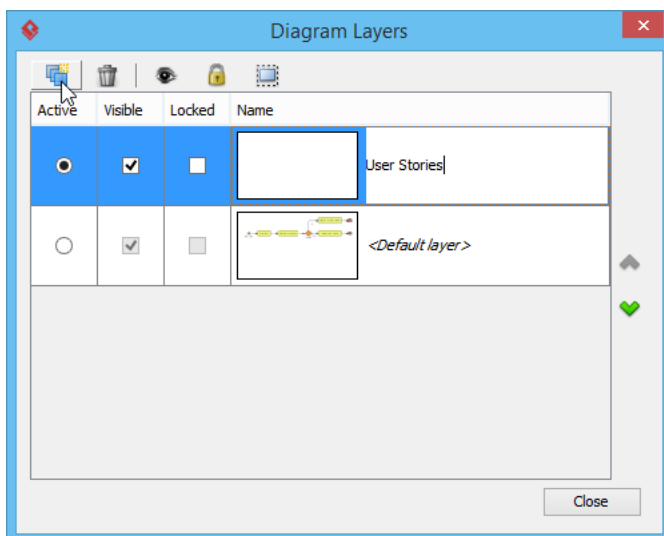 Diagram Layers
Active Visible Locked Name
User Stories
<Default layer>
Close